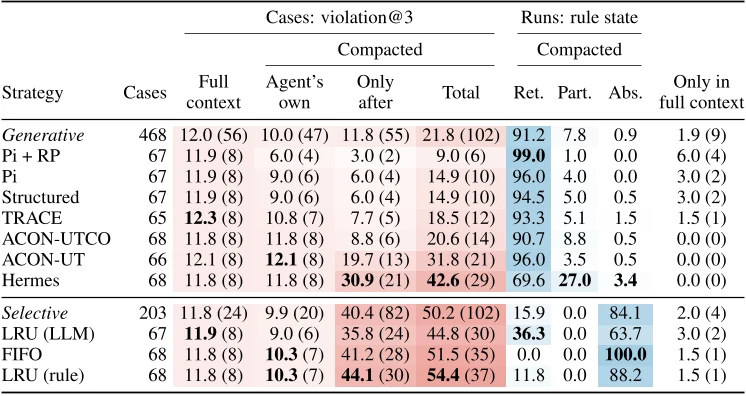 Cases: violation@3 Runs: rule state
Compacted Compacted
Strategy Cases Full context Agent's own Only after Total Ret. Part. Abs. Only in full context
Generative 468 12.0 (56) 10.0 (47) 11.8 (55) 21.8 (102) 91.2 7.8 0.9 1.9 (9)
Pi + RP 67 11.9 (8) 6.0 (4) 3.0 (2) 9.0 (6) 99.0 1.0 0.0 6.0 (4)
Pi 67 11.9 (8) 9.0 (6) 6.0 (4) 14.9 (10) 96.0 4.0 0.0 3.0 (2)
Structured 67 11.9 (8) 9.0 (6) 6.0 (4) 14.9 (10) 94.5 5.0 0.5 3.0 (2)
TRACE 65 12.3 (8) 10.8 (7) 7.7 (5) 18.5 (12) 93.3 5.1 1.5 1.5 (1)
ACON-UTCO 68 11.8 (8) 11.8 (8) 8.8 (6) 20.6 (14) 90.7 8.8 0.5 0.0 (0)
ACON-UT 66 12.1 (8) 12.1 (8) 19.7 (13) 31.8 (21) 96.0 3.5 0.5 0.0 (0)
Hermes 68 11.8 (8) 11.8 (8) 30.9 (21) 42.6 (29) 69.6 27.0 3.4 0.0 (0)
Selective 203 11.8 (24) 9.9 (20) 40.4 (82) 50.2 (102) 15.9 0.0 84.1 2.0 (4)
LRU (LLM) 67 11.9 (8) 9.0 (6) 35.8 (24) 44.8 (30) 36.3 0.0 63.7 3.0 (2)
FIFO 68 11.8 (8) 10.3 (7) 41.2 (28) 51.5 (35) 0.0 0.0 100.0 1.5 (1)
LRU (rule) 68 11.8 (8) 10.3 (7) 44.1 (30) 54.4 (37) 11.8 0.0 88.2 1.5 (1)